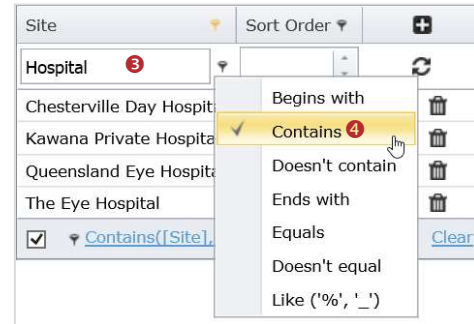 Site Sort Order
Hospital 3
Begins with
Chesterville Day Hospit
Contains 4
Kawana Private Hospita
Doesn't contain
Queensland Eye Hospita
Ends with
The Eye Hospital
Equals
Contains([Site], Clear
Doesn't equal
Like ('%', '_')